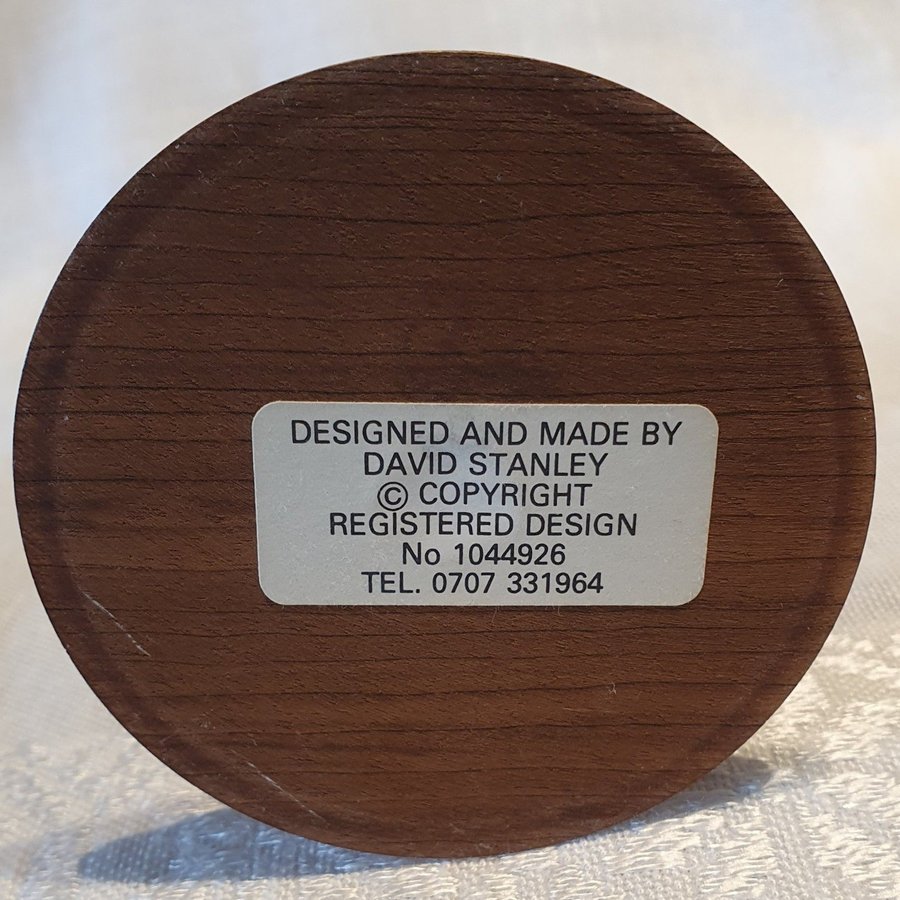 DESIGNED AND MADE BY
DAVID STANLEY
© COPYRIGHT
REGISTERED DESIGN
No 1044926
TEL. 0707 331964